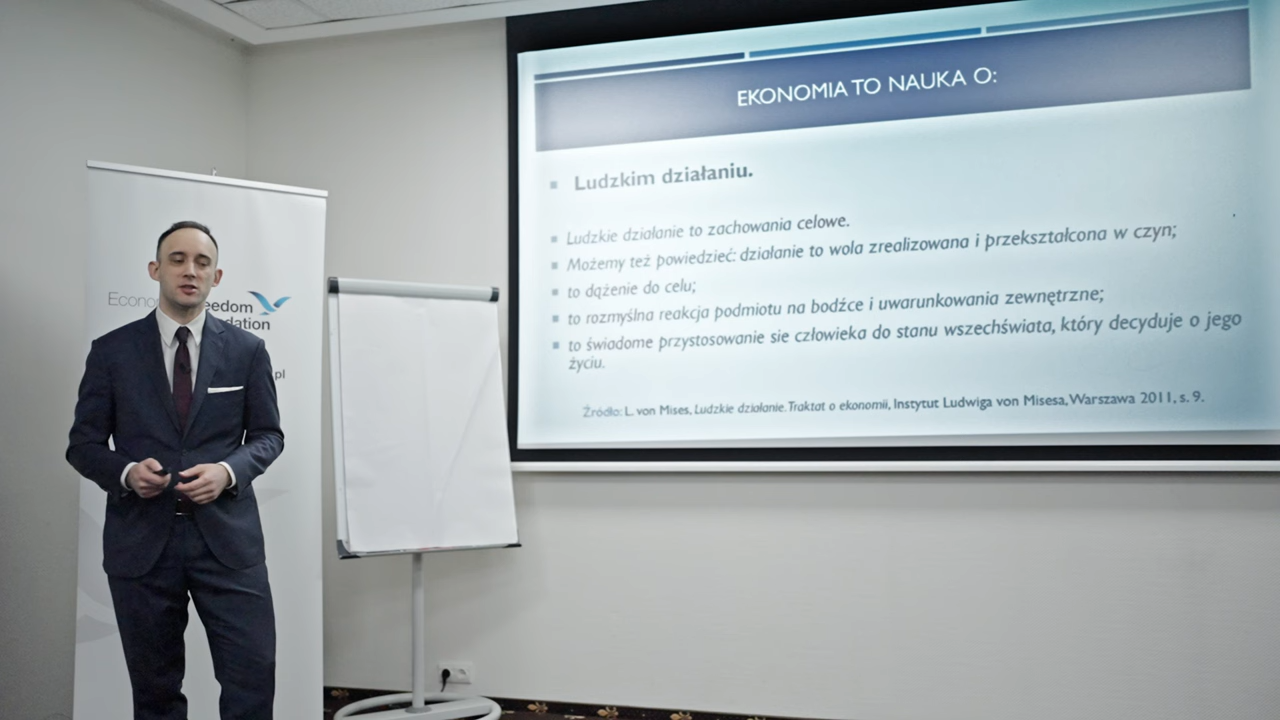 EKONOMIA TO NAUKA O:
Ludzkim działaniu.
Ludzkie działanie to zachowania celowe.
Możemy też powiedzieć: działanie to wola zrealizowana i przekształcona w czyn;
to dążenie do celu;
to rozmyślna reakcja podmiotu na bodźce i uwarunkowania zewnętrzne;
to świadome przystosowanie sie człowieka do stanu wszechświata, który decyduje o jego
życiu.
Źródło: L. von Mises, Ludzkie działanie. Traktat o ekonomii, Instytut Ludwiga von Misesa, Warszawa 2011, s. 9.
Econo eedom
dation
.pl